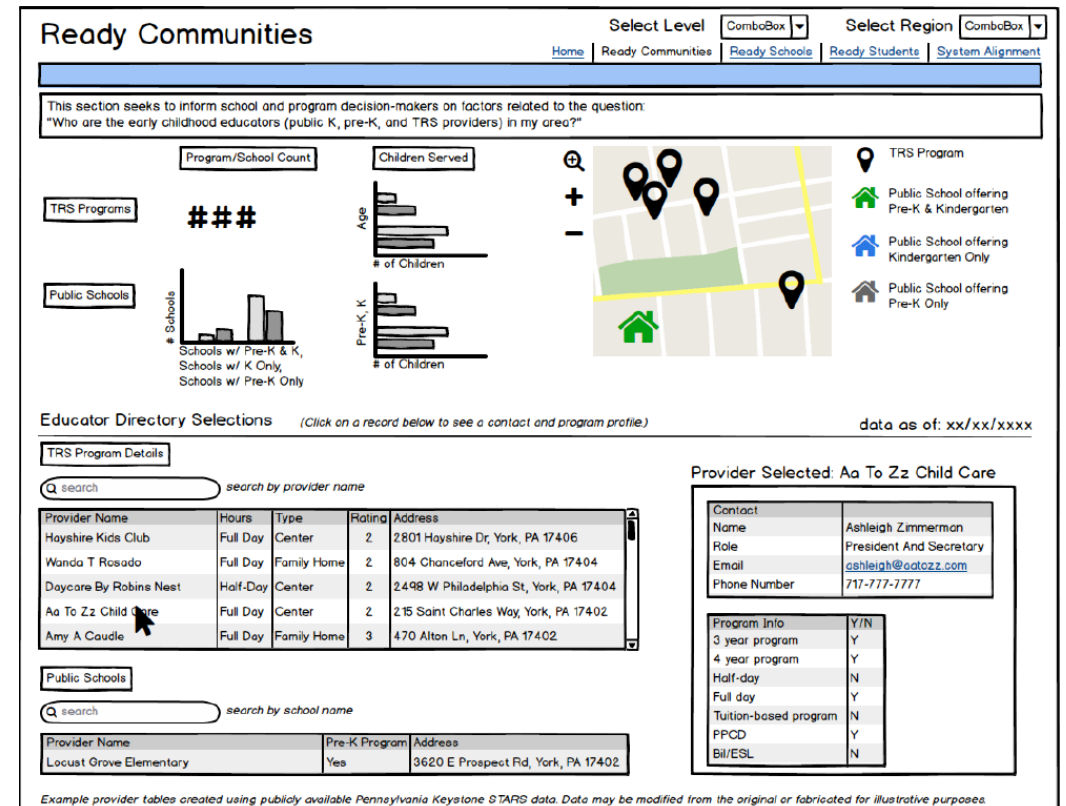 Ready Communities
Select Level ComboBox Select Region ComboBox
Home Ready Communities Ready Schools Ready Students System Alignment
This section seeks to inform school and program decision-makers on factors related to the question:
"Who are the early childhood educators (public K, pre-K, and TRS providers) in my area?"
Program/School Count
Children Served
TRS Programs
###
Age
# of Children
Public Schools
# Schools
Schools w/ Pre-K & K,
Schools w/ K Only,
Schools w/ Pre-K Only
Pre-K, K
# of Children
TRS Program
Public School offering
Pre-K & Kindergarten
Public School offering
Kindergarten Only
Public School offering
Pre-K Only
Educator Directory Selections (Click on a record below to see a contact and program profile.) data as of: xx/xx/xxxx
TRS Program Details
search search by provider name
Provider Name Hours Type Rating Address
Hayshire Kids Club Full Day Center 2 2801 Hayshire Dr, York, PA 17406
Wanda T Rosado Full Day Family Home 2 804 Chanceford Ave, York, PA 17404
Daycare By Robins Nest Half-Day Center 2 2498 W Philadelphia St, York, PA 17404
Aa To Zz Child Care Full Day Center 2 215 Saint Charles Way, York, PA 17402
Amy A Caudle Full Day Family Home 3 470 Alton Ln, York, PA 17402
Public Schools
search search by school name
Provider Name Pre-K Program Address
Locust Grove Elementary Yes 3620 E Prospect Rd, York, PA 17402
Provider Selected: Aa To Zz Child Care
Contact
Name Ashleigh Zimmerman
Role President And Secretary
Email ashleigh@aatozz.com
Phone Number 717-777-7777
Program Info Y/N
3 year program Y
4 year program Y
Half-day N
Full day Y
Tuition-based program N
PPCD Y
Bil/ESL N
Example provider tables created using publicly available Pennsylvania Keystone STARS data. Data may be modified from the original or fabricated for illustrative purposes.